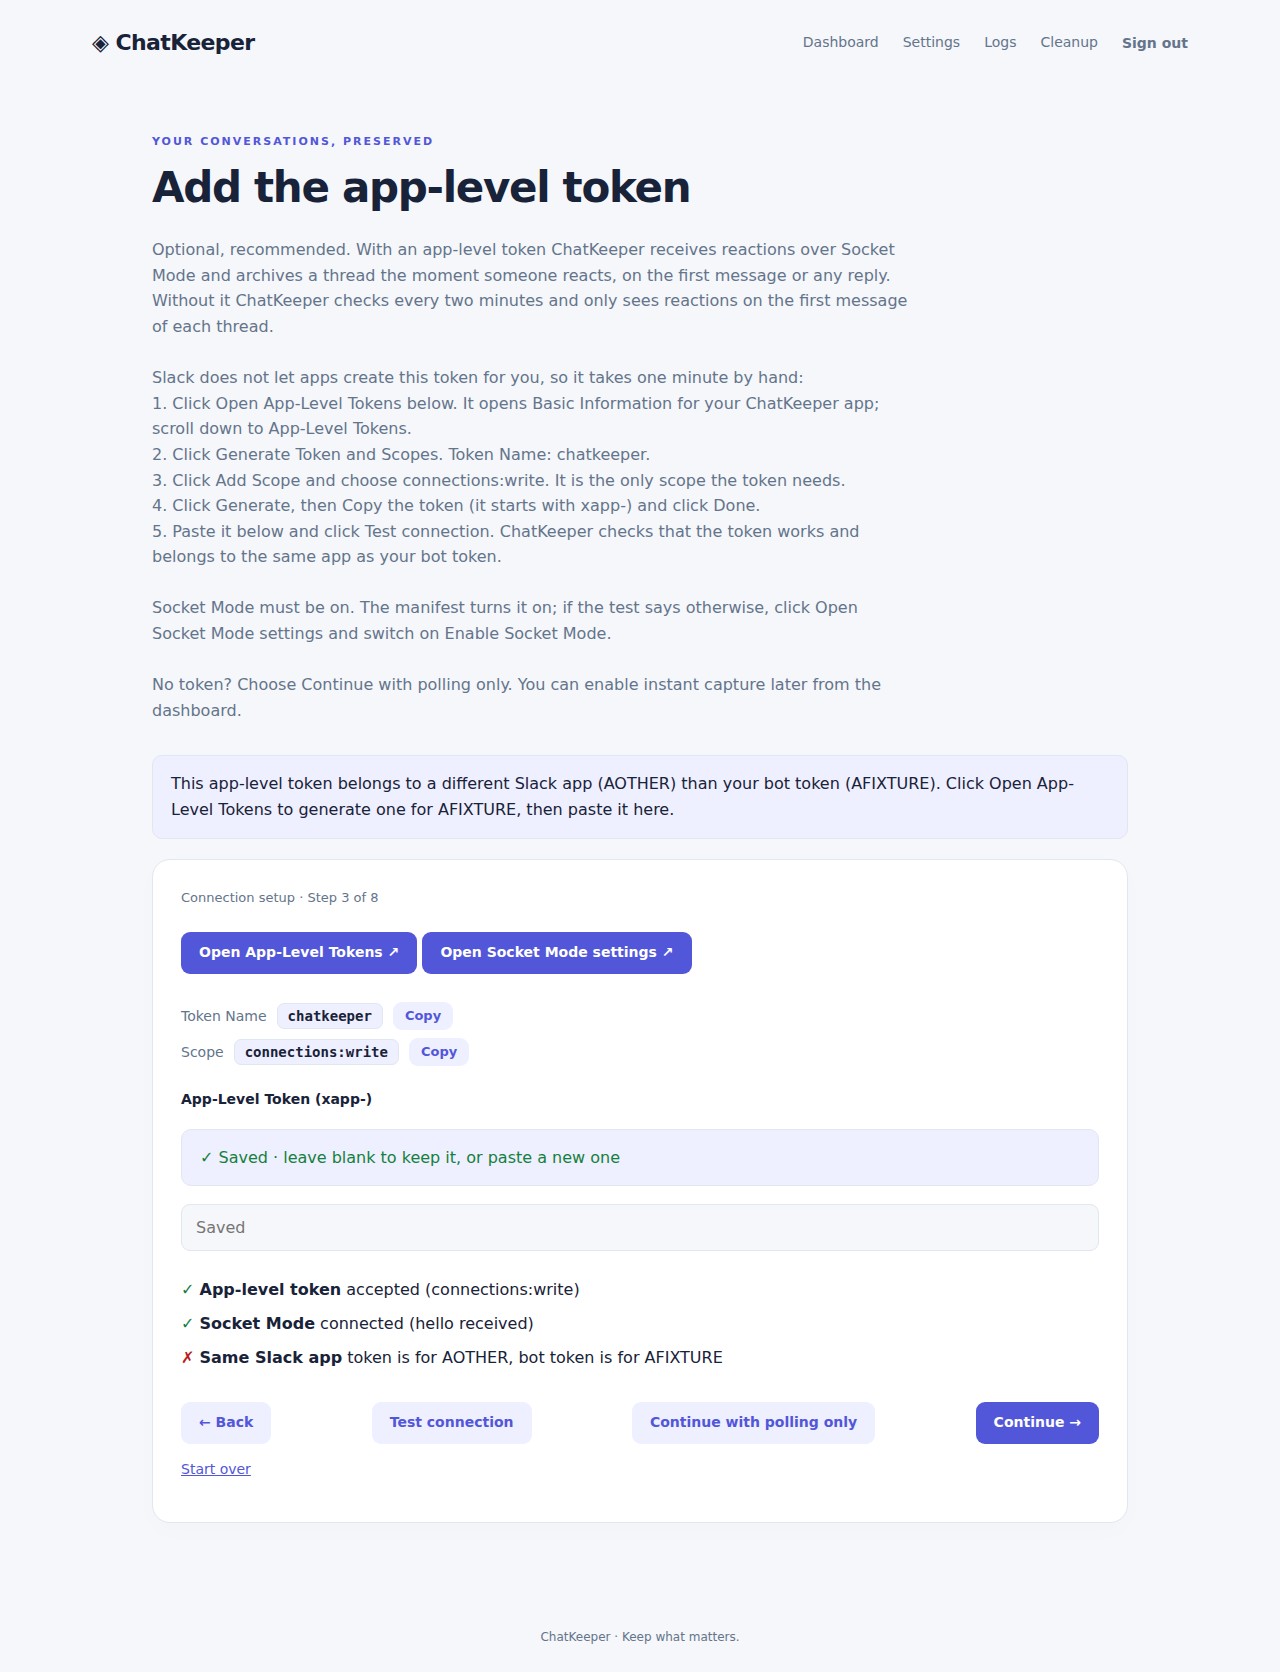 ◈ ChatKeeper
Dashboard Settings Logs Cleanup Sign out
YOUR CONVERSATIONS, PRESERVED
Add the app-level token
Optional, recommended. With an app-level token ChatKeeper receives reactions over Socket
Mode and archives a thread the moment someone reacts, on the first message or any reply.
Without it ChatKeeper checks every two minutes and only sees reactions on the first message
of each thread.
Slack does not let apps create this token for you, so it takes one minute by hand:
1. Click Open App-Level Tokens below. It opens Basic Information for your ChatKeeper app;
scroll down to App-Level Tokens.
2. Click Generate Token and Scopes. Token Name: chatkeeper.
3. Click Add Scope and choose connections:write. It is the only scope the token needs.
4. Click Generate, then Copy the token (it starts with xapp-) and click Done.
5. Paste it below and click Test connection. ChatKeeper checks that the token works and
belongs to the same app as your bot token.
Socket Mode must be on. The manifest turns it on; if the test says otherwise, click Open
Socket Mode settings and switch on Enable Socket Mode.
No token? Choose Continue with polling only. You can enable instant capture later from the
dashboard.
This app-level token belongs to a different Slack app (AOTHER) than your bot token (AFIXTURE). Click Open App-
Level Tokens to generate one for AFIXTURE, then paste it here.
Connection setup · Step 3 of 8
Open App-Level Tokens ↗ Open Socket Mode settings ↗
Token Name chatkeeper Copy
Scope connections:write Copy
App-Level Token (xapp-)
✓ Saved · leave blank to keep it, or paste a new one
Saved
✓ App-level token accepted (connections:write)
✓ Socket Mode connected (hello received)
✗ Same Slack app token is for AOTHER, bot token is for AFIXTURE
← Back Test connection Continue with polling only Continue →
Start over
ChatKeeper · Keep what matters.